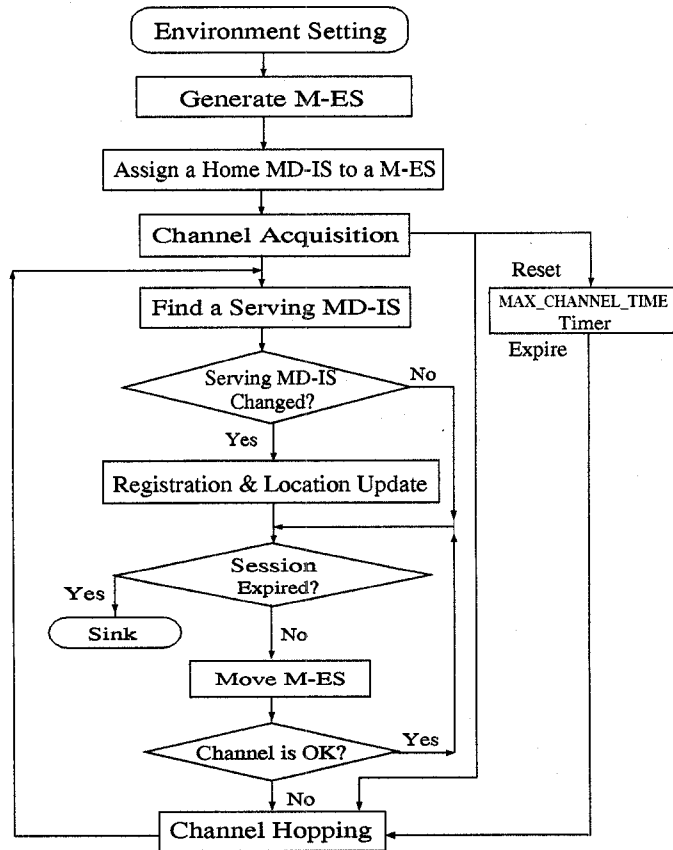 Environment Setting
Generate M-ES
Assign a Home MD-IS to a M-ES
Channel Acquisition
Reset
Find a Serving MD-IS
MAX_CHANNEL_TIME
Timer
Expire
Serving MD-IS
Changed?
No
Yes
Registration & Location Update
Session
Expired?
Yes
Sink
No
Move M-ES
Channel is OK?
Yes
No
Channel Hopping